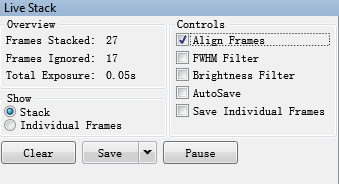 Live Stack
Overview
Frames Stacked: 27
Frames Ignored: 17
Total Exposure: 0.05s
Show
Stack
Individual Frames
Controls
Align Frames
FWHM Filter
Brightness Filter
AutoSave
Save Individual Frames
Clear
Save
Pause